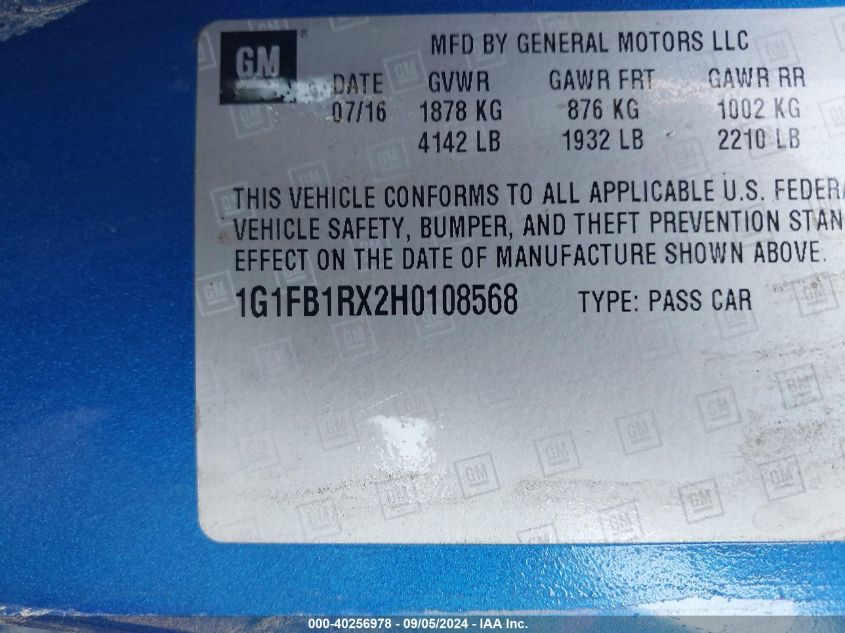 GM
MFD BY GENERAL MOTORS LLC
DATE GVWR GAWR FRT GAWR RR
07/16 1878 KG 876 KG 1002 KG
4142 LB 1932 LB 2210 LB
THIS VEHICLE CONFORMS TO ALL APPLICABLE U.S. FEDERA
VEHICLE SAFETY, BUMPER, AND THEFT PREVENTION STAN
EFFECT ON THE DATE OF MANUFACTURE SHOWN ABOVE.
1G1FB1RX2H0108568 TYPE: PASS CAR
000-40256978 - 09/05/2024 - IAA Inc.